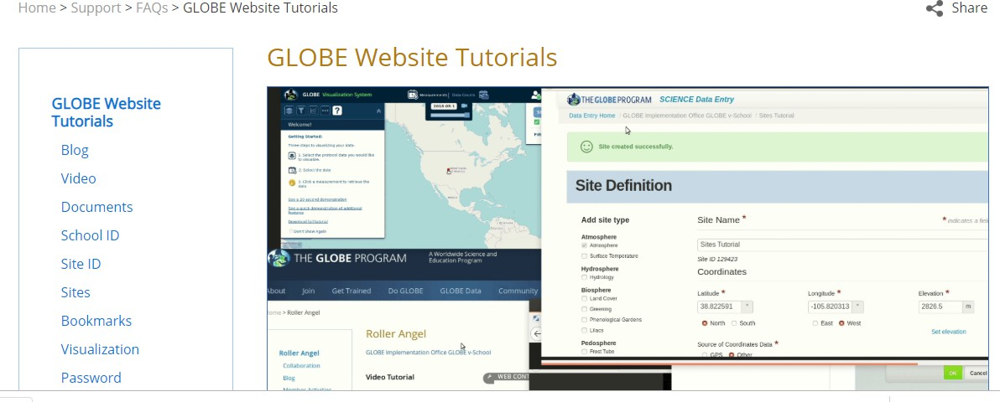 Home > Support > FAQs > GLOBE Website Tutorials
Share
GLOBE Website
Tutorials
Blog
Video
Documents
School ID
Site ID
Sites
Bookmarks
Visualization
Password
GLOBE Website Tutorials
GLOBE Visualization System
Measurements
Data Counts
Welcome!
Getting Started:
Three steps to visualizing your data:
1. Select the protocol data you would like
to visualize.
2. Select the date
3. Click a measurement to retrieve the
data.
See a 20 second demonstration
See a quick demonstration of additional
features
Download full tutorial
Don't show again
THE GLOBE PROGRAM
A Worldwide Science and
Education Program
About Join Get Trained Do GLOBE GLOBE Data Community
ome > Roller Angel
Roller Angel
Collaboration
Blog
Member Activities
Roller Angel
GLOBE Implementation Office GLOBE v-School
Video Tutorial
WEB CONT
THE GLOBE PROGRAM SCIENCE Data Entry
Data Entry Home / GLOBE Implementation Office GLOBE v-School / Sites Tutorial
Site created successfully.
Site Definition
Add site type
Atmosphere
Atmosphere
Surface Temperature
Hydrosphere
Hydrology
Biosphere
Land Cover
Greening
Phenological Gardens
Lilacs
Pedosphere
Frost Tube
Site Name *
* indicates a fiel
Sites Tutorial
Site ID 129423
Coordinates
Latitude * Longitude * Elevation *
38.822591 ° -105.820313 ° 2826.5 m
North South East West
Set elevation
Source of Coordinates Data *
GPS Other
OK Cancel